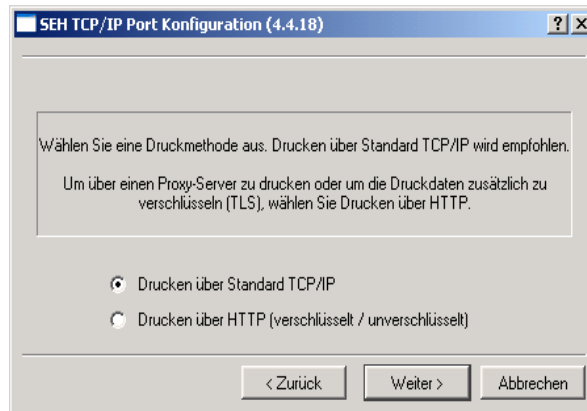 SEH TCP/IP Port Konfiguration (4.4.18)
Wählen Sie eine Druckmethode aus. Drucken über Standard TCP/IP wird empfohlen.
Um über einen Proxy-Server zu drucken oder um die Druckdaten zusätzlich zu
verschlüsseln (TLS), wählen Sie Drucken über HTTP.
Drucken über Standard TCP/IP
Drucken über HTTP (verschlüsselt / unverschlüsselt)
< Zurück
Weiter >
Abbrechen